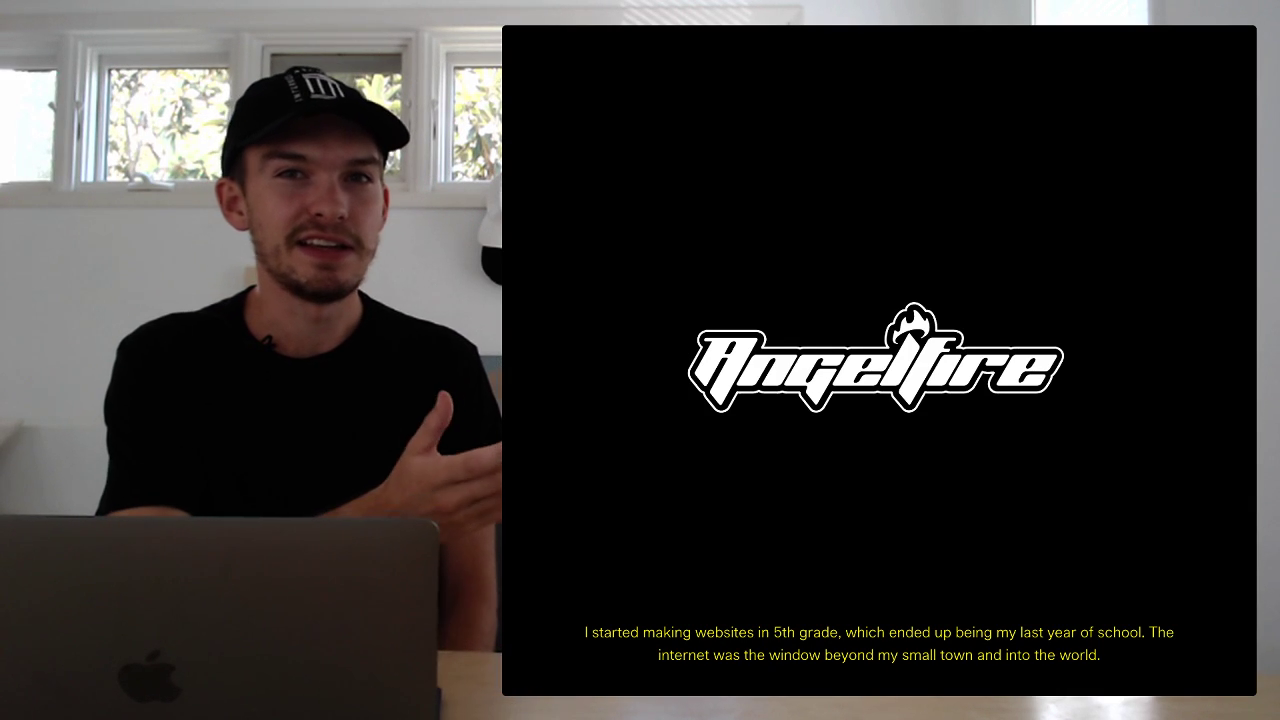 Angelfire
I started making websites in 5th grade, which ended up being my last year of school. The
internet was the window beyond my small town and into the world.